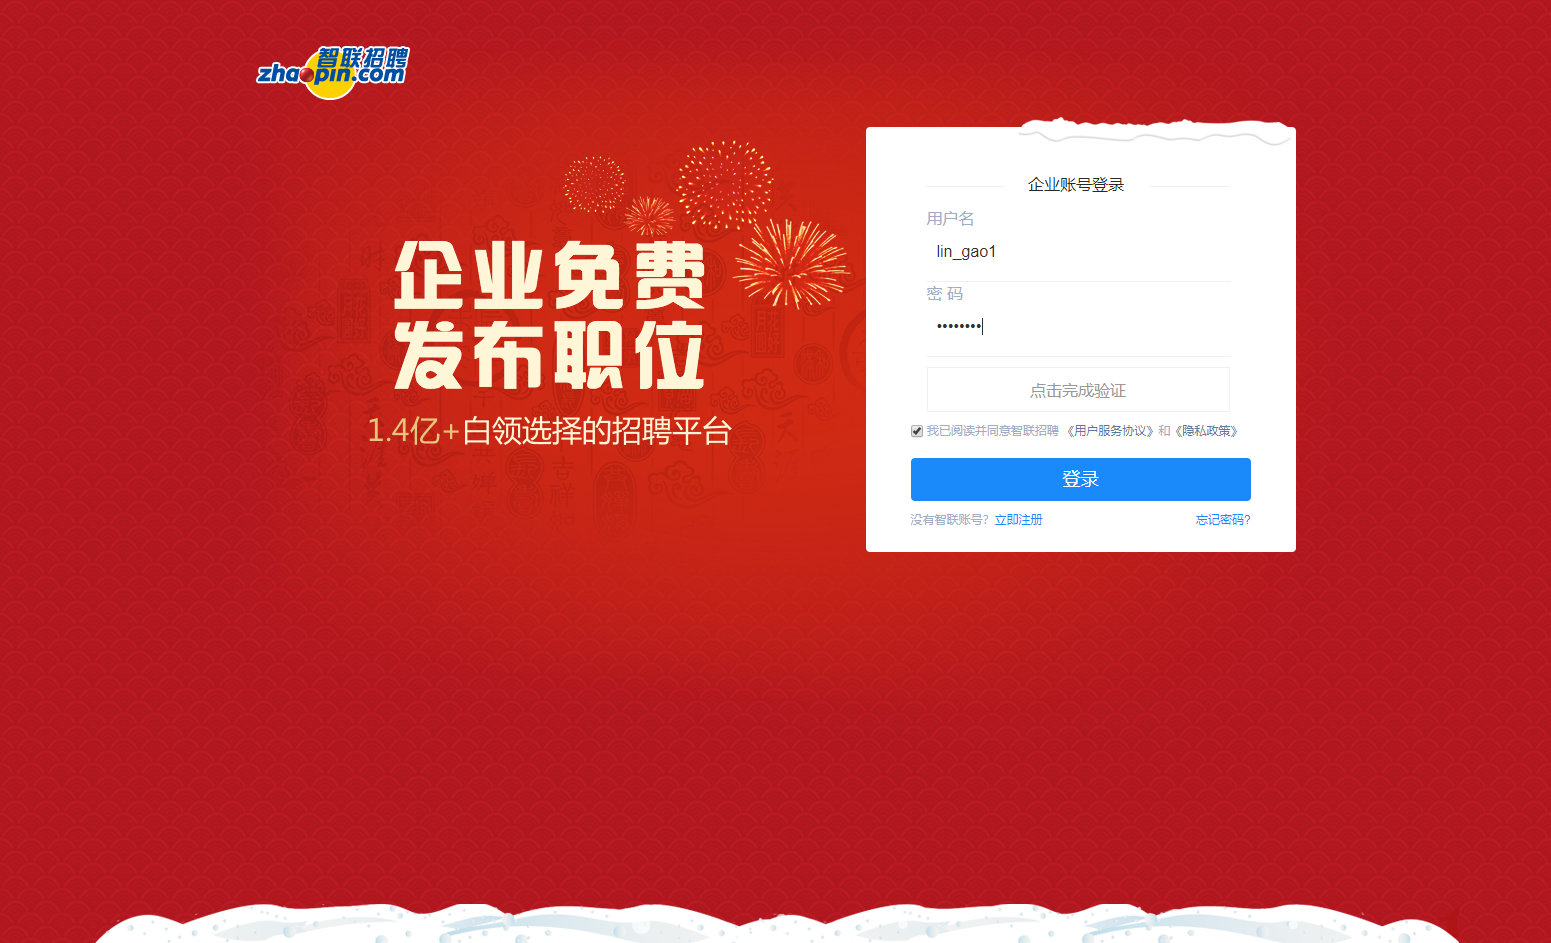 智联招聘
zhaopin.com
企业免费
发布职位
1.4亿+白领选择的招聘平台
企业账号登录
用户名
lin_gao1
密 码
••••••••
点击完成验证
我已阅读并同意智联招聘 《用户服务协议》和《隐私政策》
登录
没有智联账号? 立即注册 忘记密码?